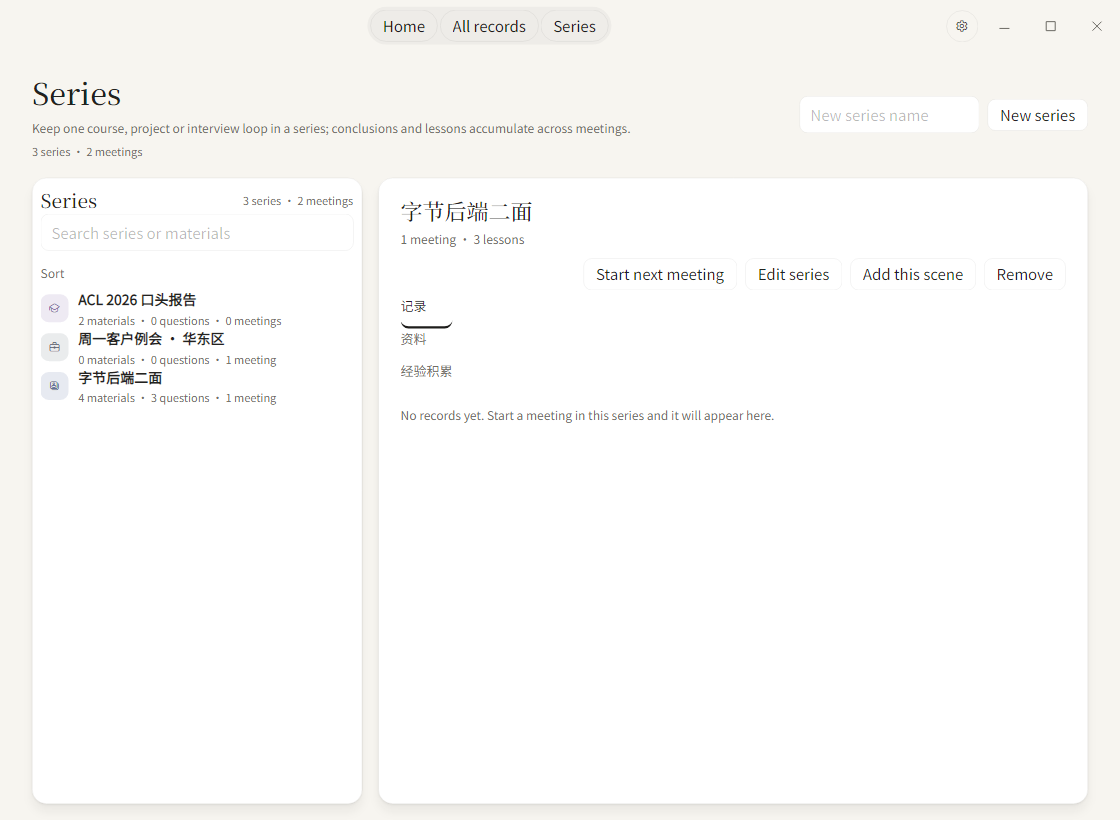 Home All records Series
Series
Keep one course, project or interview loop in a series; conclusions and lessons accumulate across meetings.
3 series • 2 meetings
New series name New series
Series 3 series • 2 meetings
Search series or materials
Sort
ACL 2026 口头报告
2 materials • 0 questions • 0 meetings
周一客户例会 • 华东区
0 materials • 0 questions • 1 meeting
字节后端二面
4 materials • 3 questions • 1 meeting
字节后端二面
1 meeting • 3 lessons
Start next meeting Edit series Add this scene Remove
记录
资料
经验积累
No records yet. Start a meeting in this series and it will appear here.